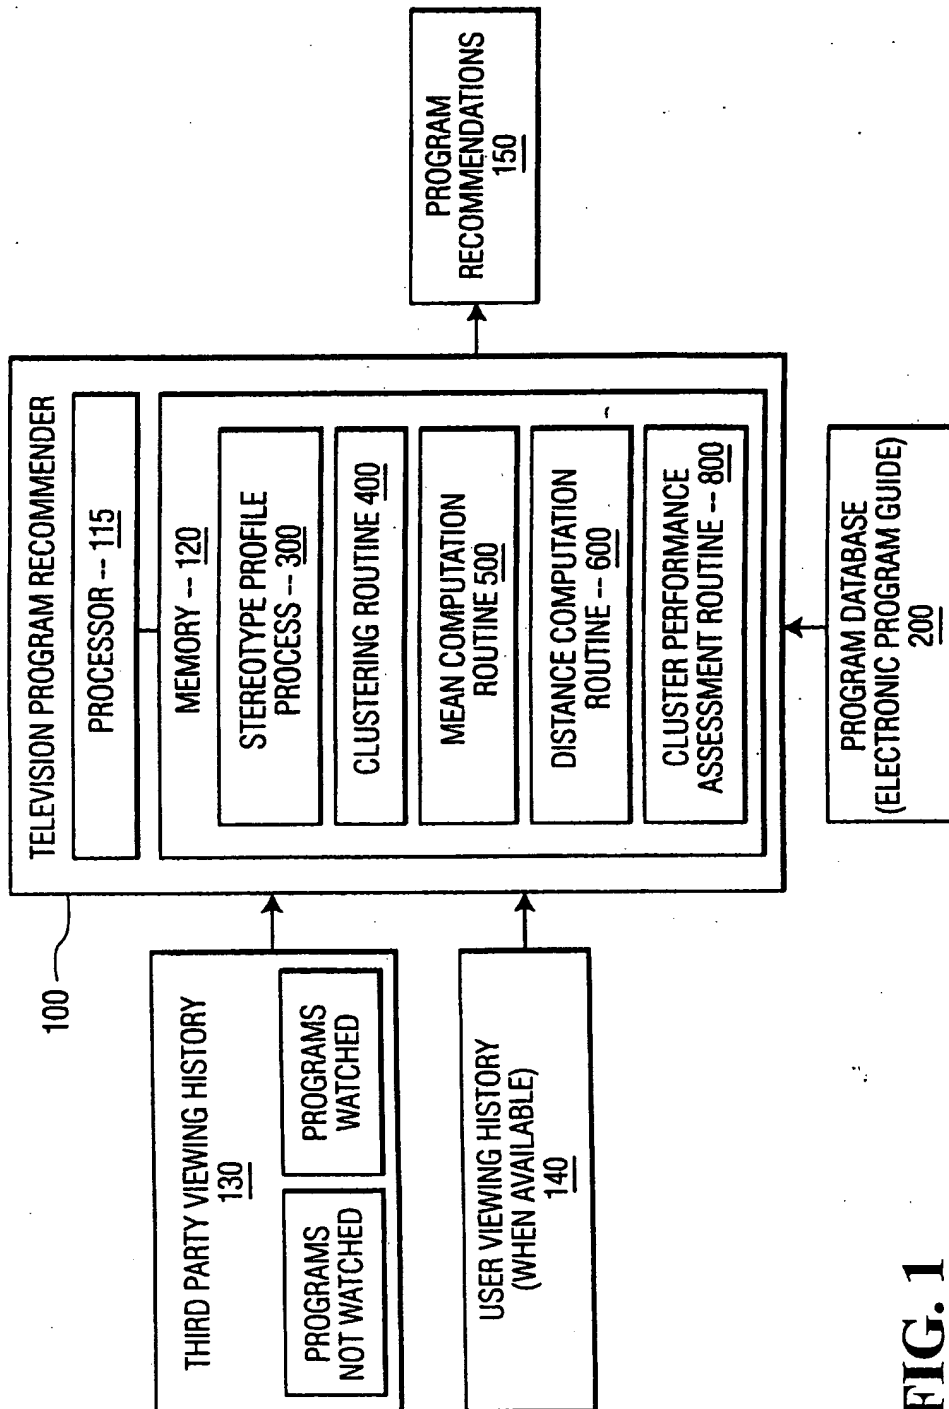 TELEVISION PROGRAM RECOMMENDER
100
PROCESSOR -- 115
MEMORY -- 120
STEREOTYPE PROFILE
PROCESS -- 300
CLUSTERING ROUTINE 400
MEAN COMPUTATION
ROUTINE 500
DISTANCE COMPUTATION
ROUTINE -- 600
CLUSTER PERFORMANCE
ASSESSMENT ROUTINE -- 800
THIRD PARTY VIEWING HISTORY
130
PROGRAMS
NOT WATCHED
PROGRAMS
WATCHED
USER VIEWING HISTORY
(WHEN AVAILABLE)
140
PROGRAM
RECOMMENDATIONS
150
PROGRAM DATABASE
(ELECTRONIC PROGRAM GUIDE)
200
FIG. 1